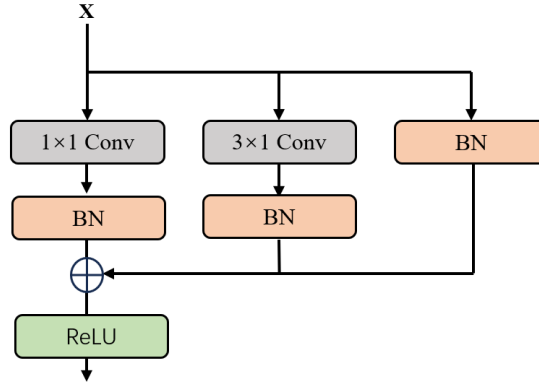 X
1×1 Conv
3×1 Conv
BN
BN
BN
ReLU